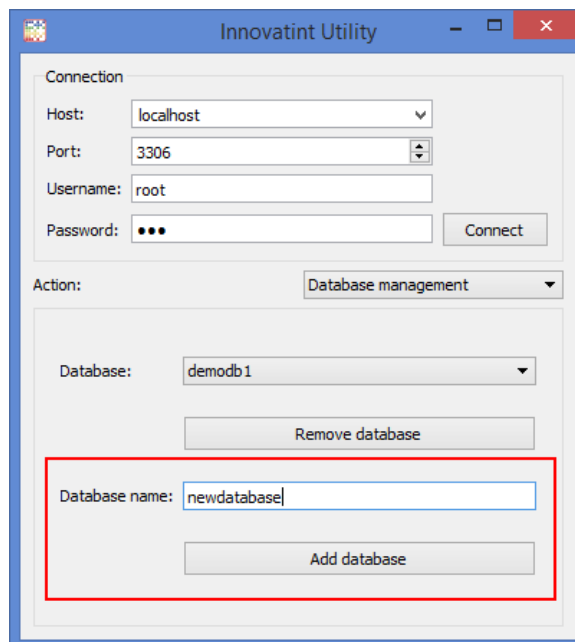 Innovatint Utility
Connection
Host: localhost
Port: 3306
Username: root
Password: ●●● Connect
Action: Database management
Database: demodb1
Remove database
Database name: newdatabase
Add database